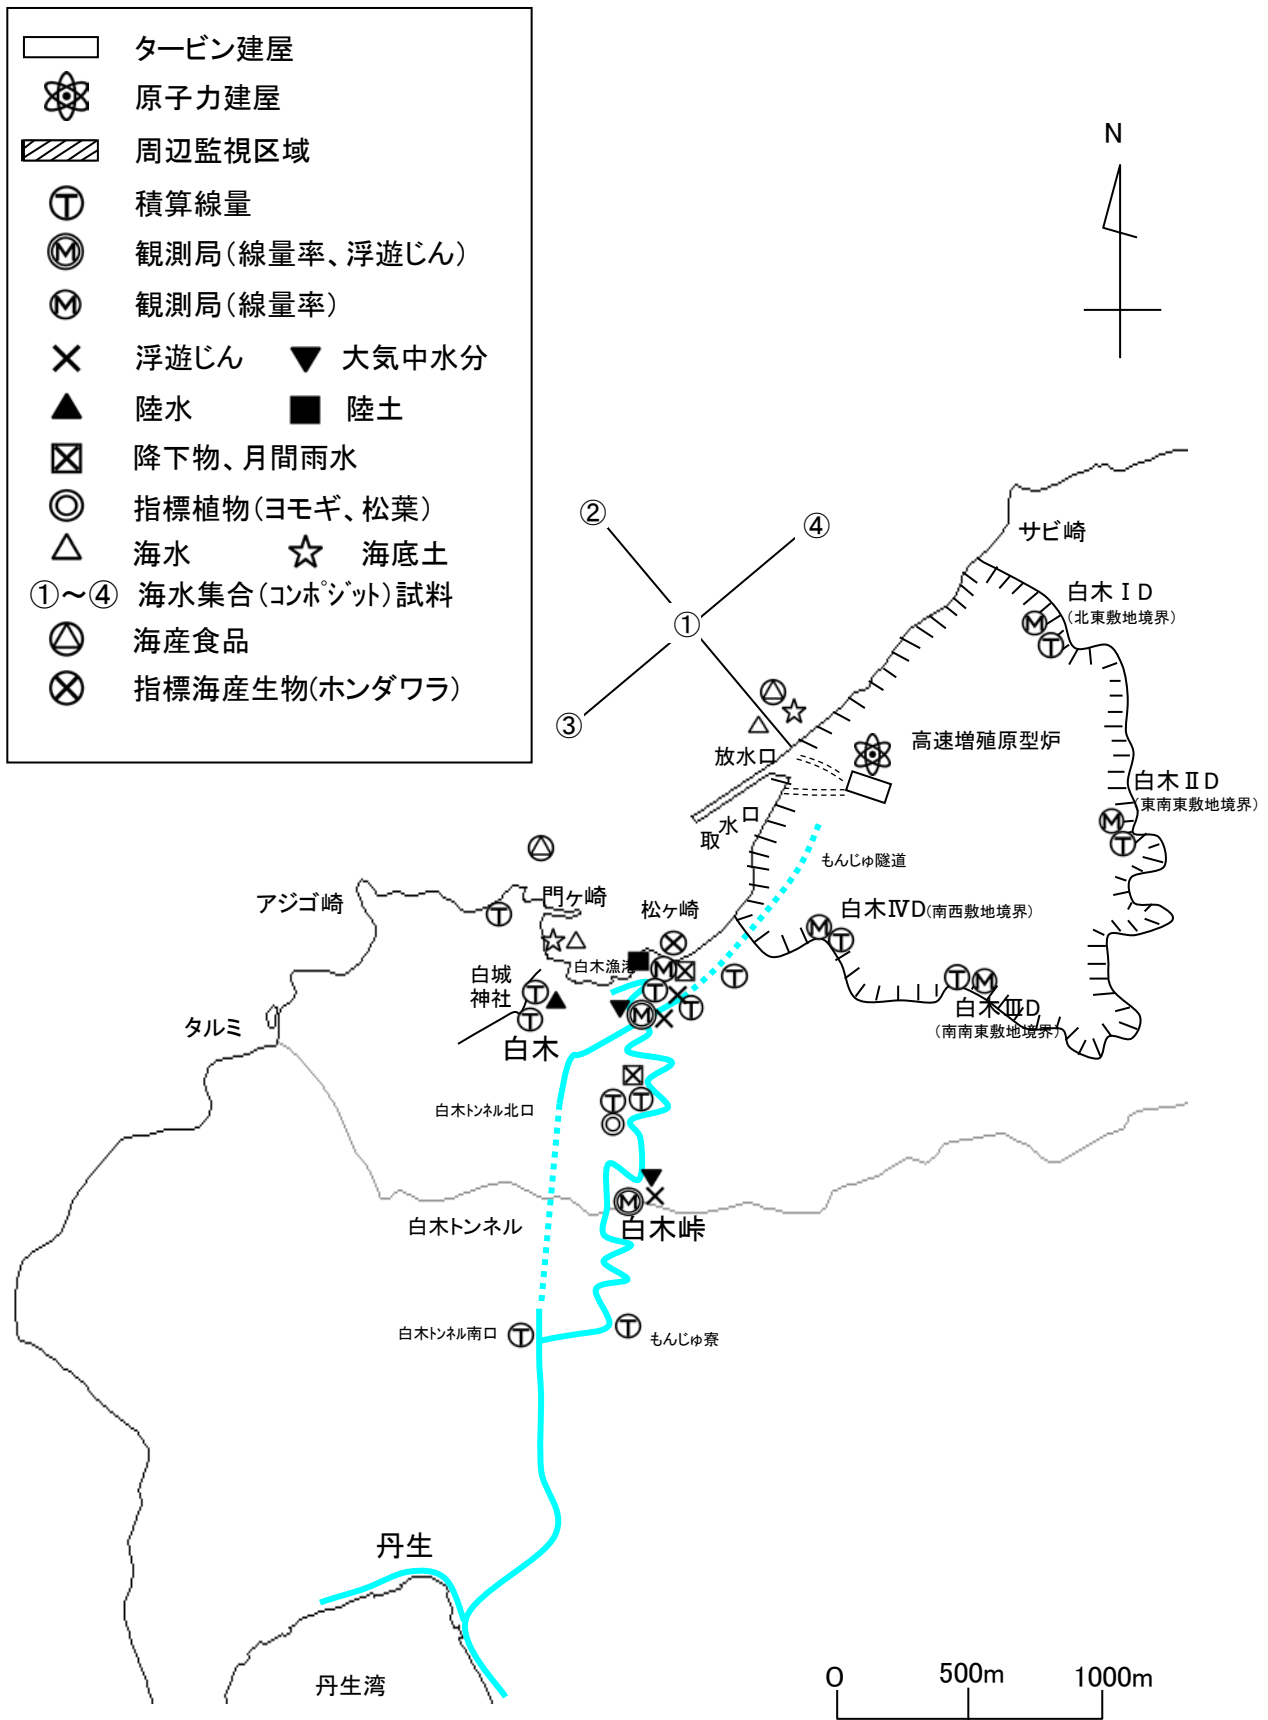 タービン建屋
原子力建屋
周辺監視区域
Ⓣ 積算線量
Ⓜ 観測局(線量率、浮遊じん)
Ⓜ 観測局(線量率)
浮遊じん 大気中水分
陸水 陸土
降下物、月間雨水
指標植物(ヨモギ、松葉)
海水 海底土
①～④ 海水集合(ｺﾝﾎﾟｼﾞｯﾄ)試料
海産食品
指標海産生物(ホンダワラ)
N
②
④
サビ崎
白木ⅠD
(北東敷地境界)
Ⓜ
Ⓣ
①
③
放水口
高速増殖原型炉
白木ⅡD
(東南東敷地境界)
Ⓜ
Ⓣ
取水口
もんじゅ隧道
アジゴ崎
門ヶ崎
Ⓣ
松ヶ崎
白木ⅣD(南西敷地境界)
Ⓜ
Ⓣ
白木漁港
Ⓜ
Ⓣ
Ⓣ
Ⓣ Ⓜ
白城
神社
Ⓣ
Ⓣ
Ⓜ
Ⓣ
白木ⅢD
(南南東敷地境界)
タルミ
白木
白木ﾄﾝﾈﾙ北口
Ⓣ Ⓣ
Ⓜ
白木トンネル
白木峠
白木ﾄﾝﾈﾙ南口
Ⓣ
Ⓣ
もんじゅ寮
丹生
丹生湾
0 500m 1000m